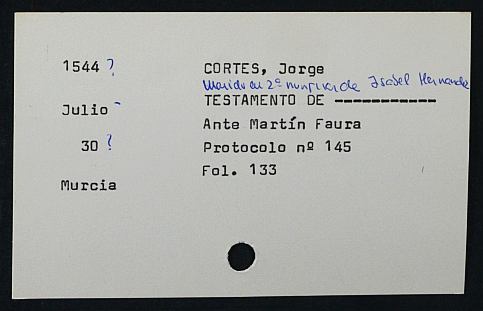 1544 ?
CORTES, Jorge
Marido en 2ª nupcias de Isabel Hernandez
Julio -
TESTAMENTO DE -----------
Ante Martín Faura
30 ?
Protocolo nº 145
Fol. 133
Murcia